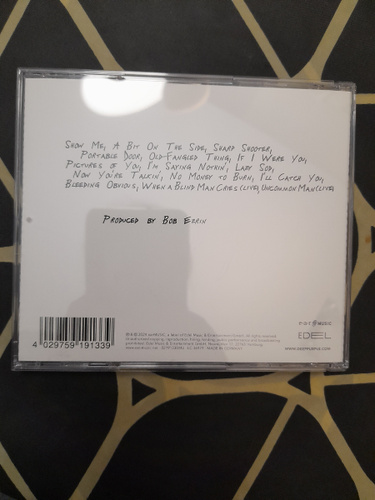 Show Me, A Bit On The Side, Sharp Shooter,
Portable Door, Old-Fangled Thing, If I Were You,
Pictures Of You, I'm Saying Nothin', Lazy Sod,
Now You're Talkin', No Money to Burn, I'll Catch You,
Bleeding Obvious, When A Blind Man Cries (Live), Uncommon Man (Live)
Produced by Bob Ezrin
4 029759 191339
EDEL